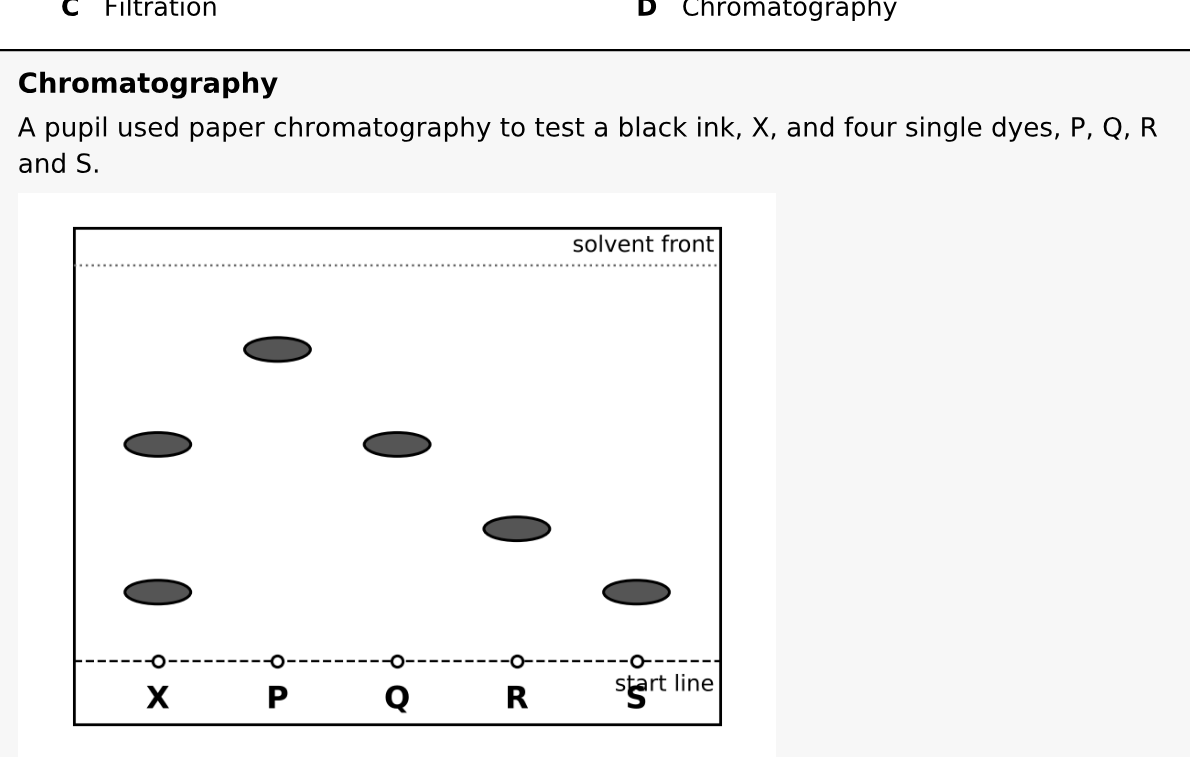 C Filtration D Chromatography
Chromatography
A pupil used paper chromatography to test a black ink, X, and four single dyes, P, Q, R
and S.
solvent front
start line
X P Q R S